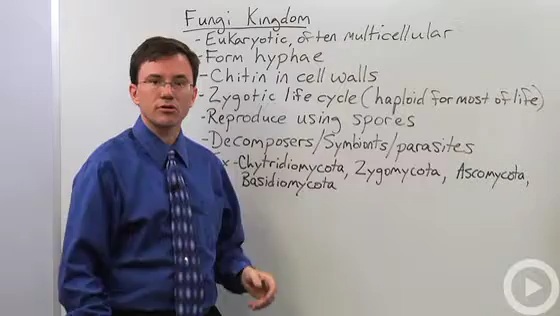 Fungi Kingdom
- Eukaryotic, often multicellular
- Form hyphae
- Chitin in cell walls
- Zygotic life cycle (haploid for most of life)
- Reproduce using spores
- Decomposers/Symbionts/parasites
x - Chytridiomycota, Zygomycota, Ascomycota,
Basidiomycota